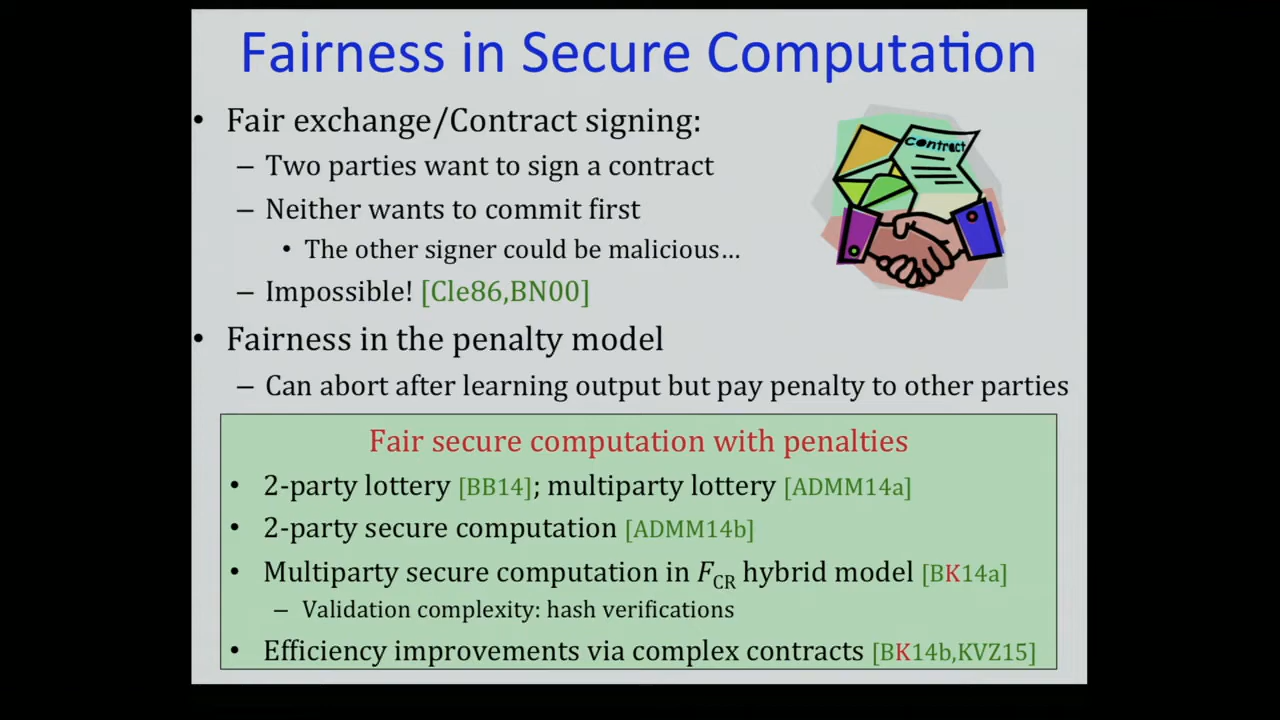 Fairness in Secure Computation
• Fair exchange/Contract signing:
– Two parties want to sign a contract
– Neither wants to commit first
• The other signer could be malicious…
– Impossible! [Cle86,BN00]
contract
• Fairness in the penalty model
– Can abort after learning output but pay penalty to other parties
Fair secure computation with penalties
• 2-party lottery [BB14]; multiparty lottery [ADMM14a]
• 2-party secure computation [ADMM14b]
• Multiparty secure computation in FCR hybrid model [BK14a]
– Validation complexity: hash verifications
• Efficiency improvements via complex contracts [BK14b,KVZ15]